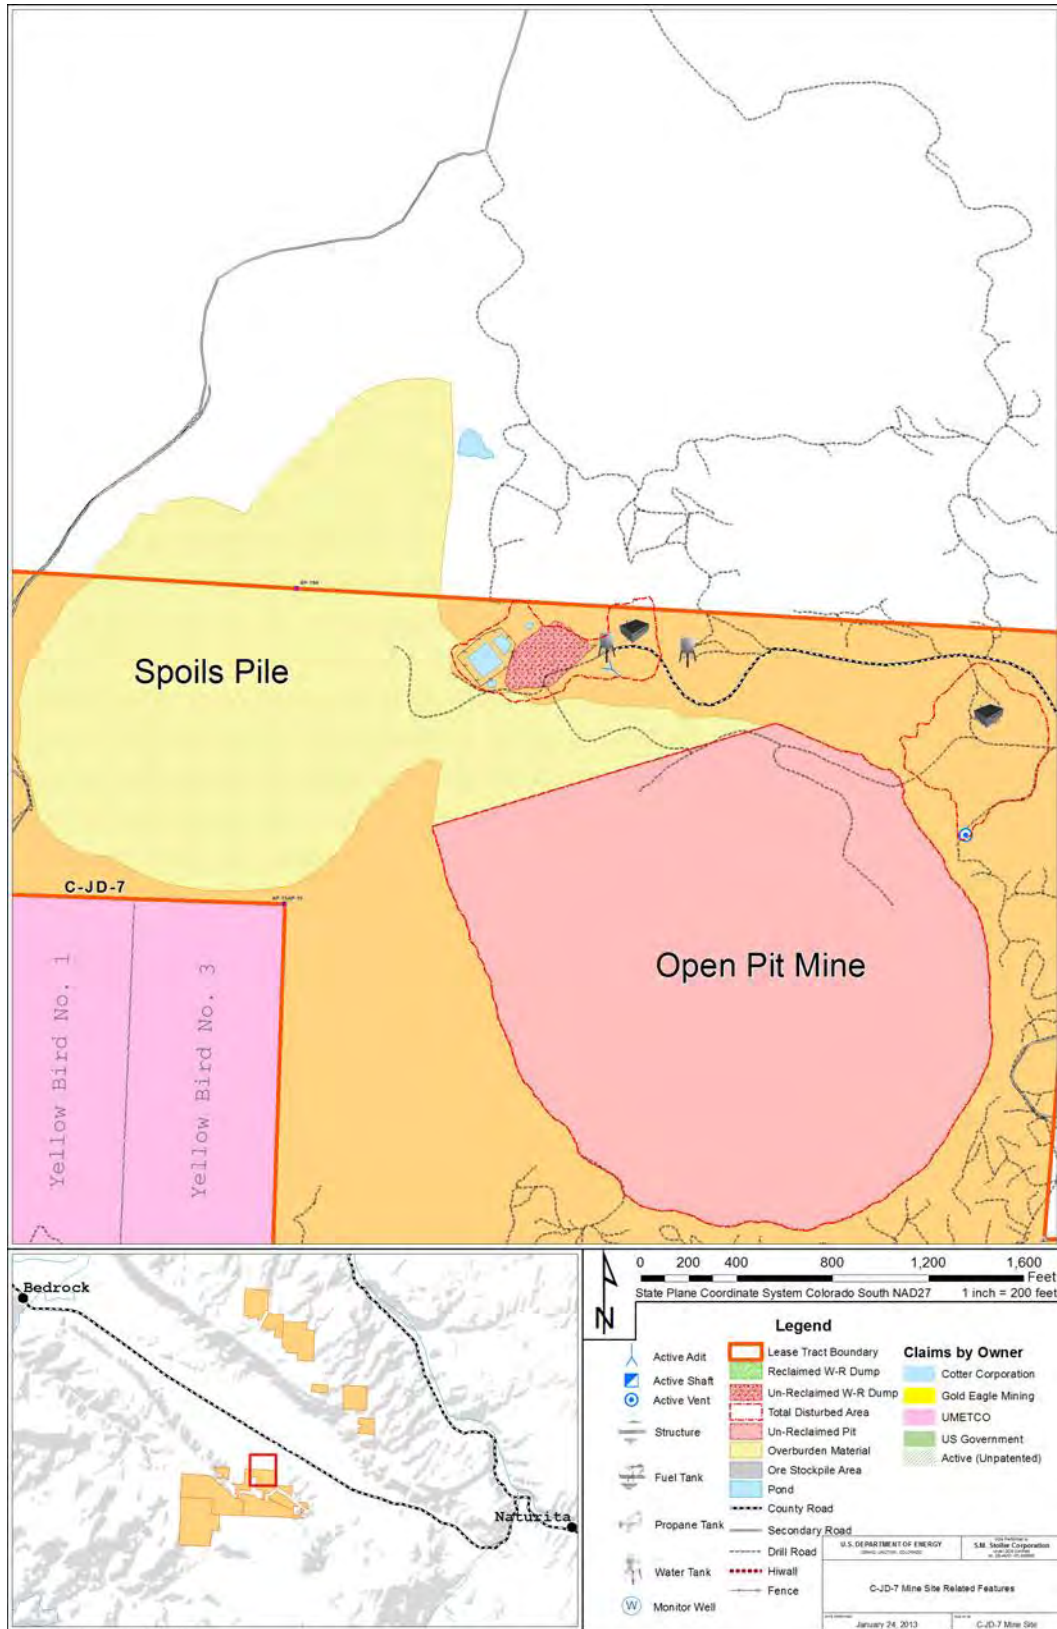 Spoils Pile
C-JD-7
Open Pit Mine
Yellow Bird No. 1
Yellow Bird No. 3
Bedrock
Naturita
N
0 200 400 800 1,200 1,600
Feet
State Plane Coordinate System Colorado South NAD27 1 inch = 200 feet
Legend
Active Adit
Active Shaft
Active Vent
Structure
Fuel Tank
Propane Tank
Water Tank
W Monitor Well
Lease Tract Boundary
Reclaimed W-R Dump
Un-Reclaimed W-R Dump
Total Disturbed Area
Un-Reclaimed Pit
Overburden Material
Ore Stockpile Area
Pond
County Road
Secondary Road
Drill Road
Hiwall
Fence
Claims by Owner
Cotter Corporation
Gold Eagle Mining
UMETCO
US Government
Active (Unpatented)
U.S. DEPARTMENT OF ENERGY
GRAND JUNCTION, COLORADO
S.M. Stoller Corporation
C-JD-7 Mine Site Related Features
January 24, 2013
C-JD-7 Mine Site